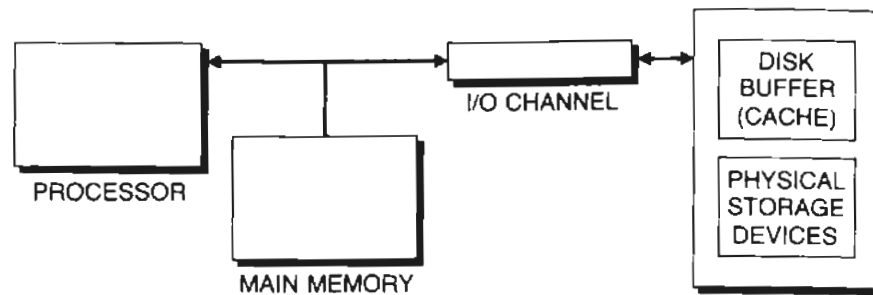 PROCESSOR
MAIN MEMORY
I/O CHANNEL
DISK
BUFFER
(CACHE)
PHYSICAL
STORAGE
DEVICES